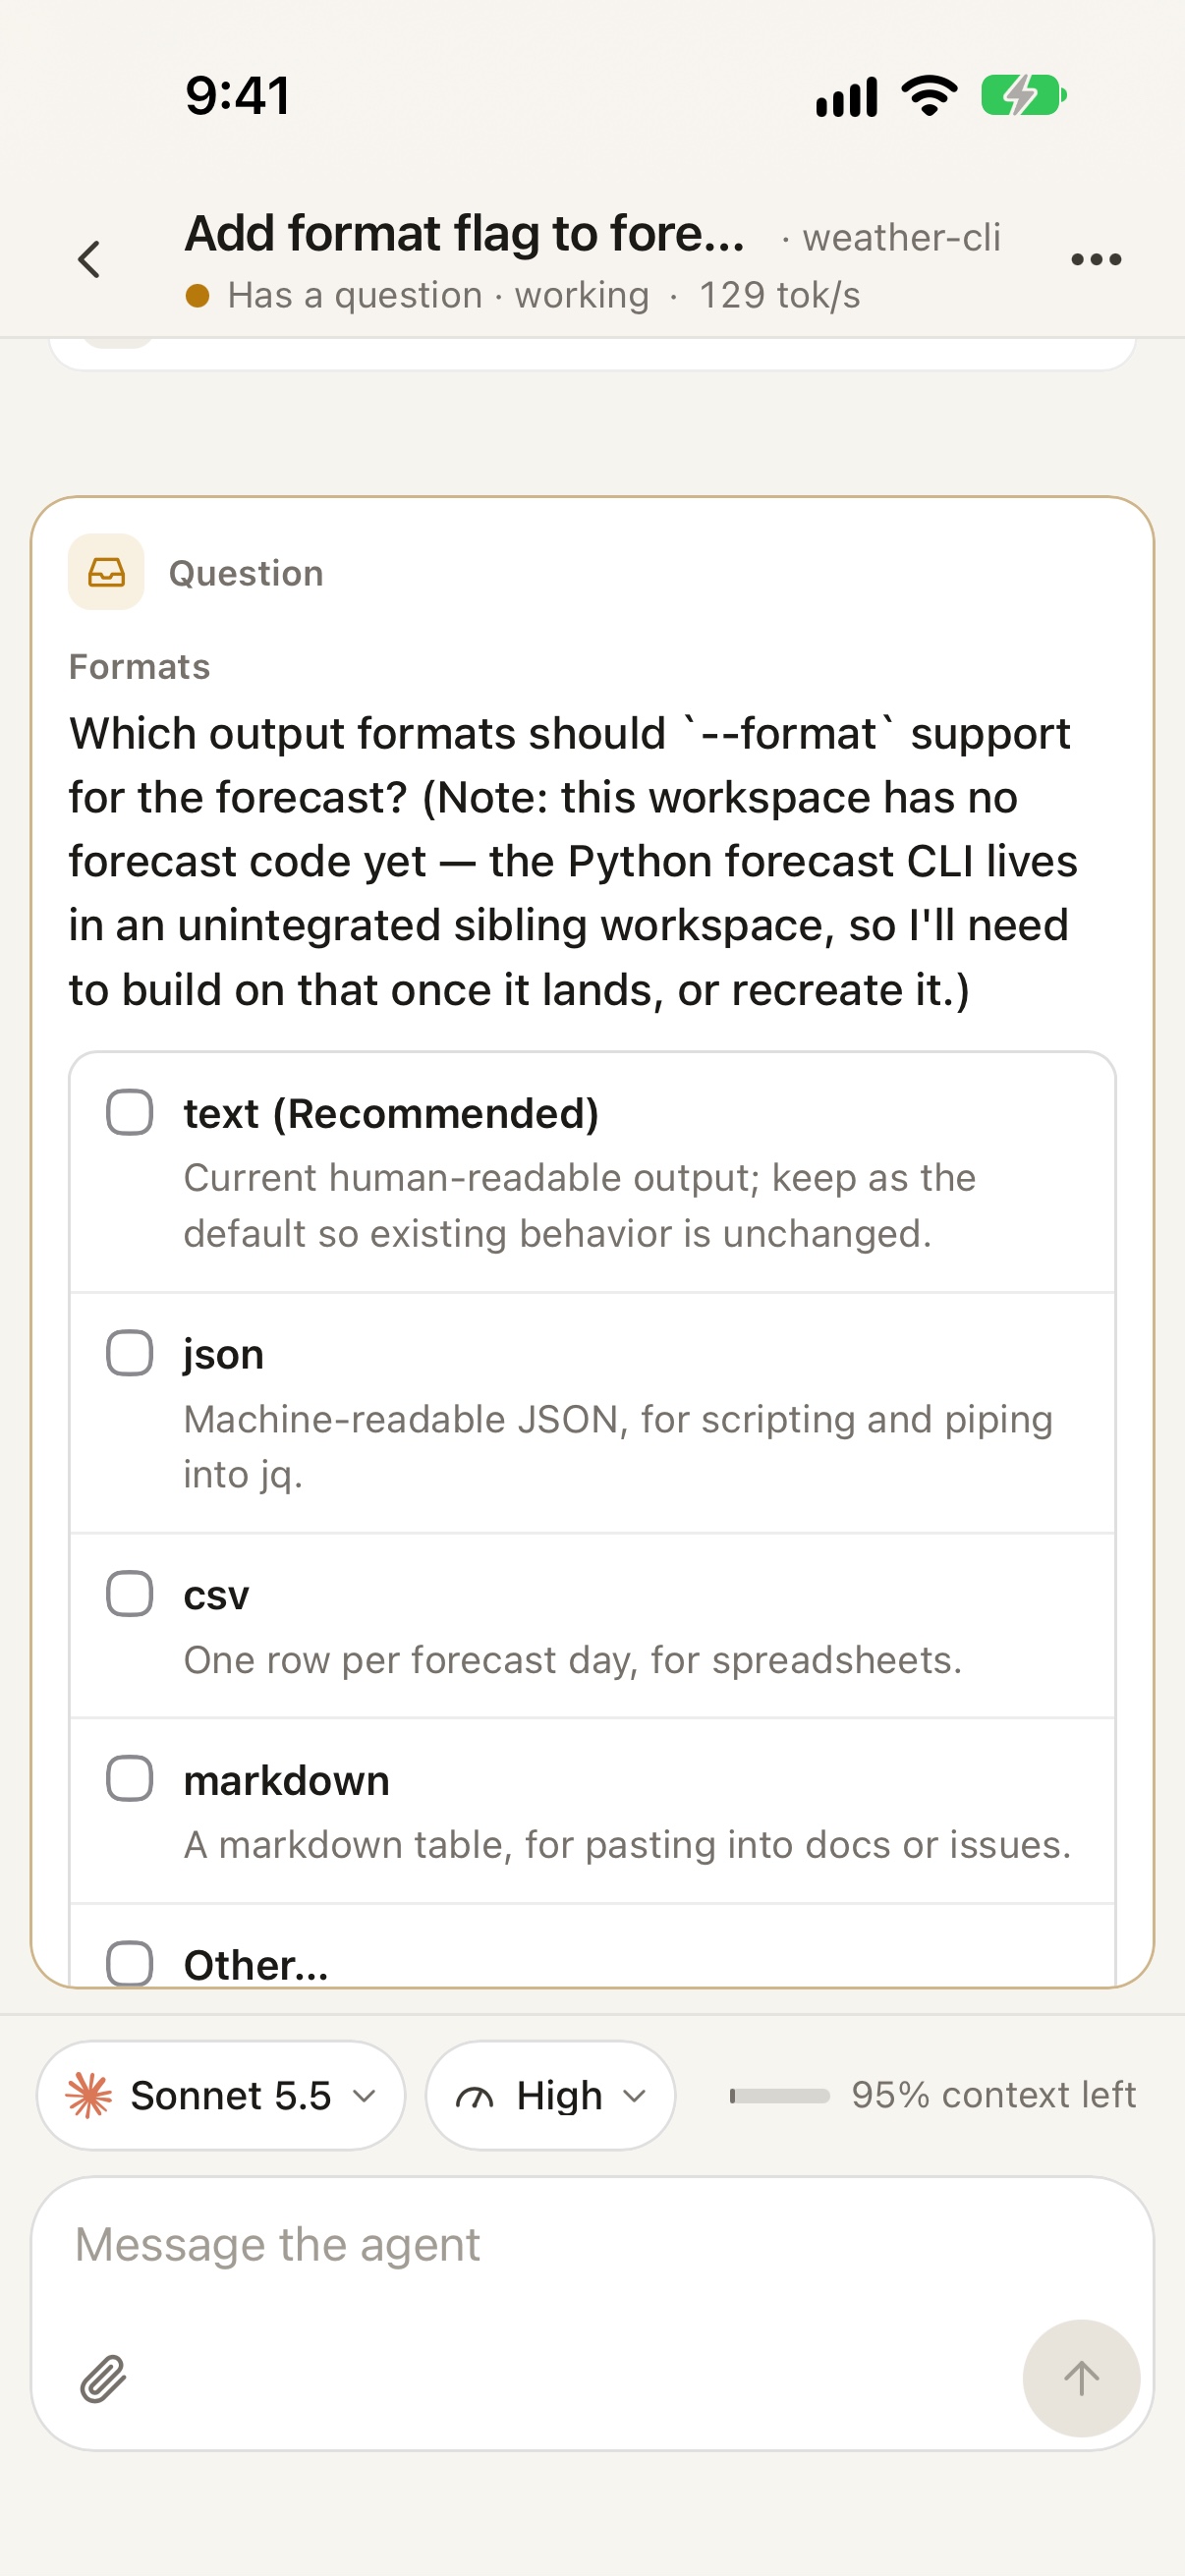 9:41
Add format flag to fore... · weather-cli
Has a question · working · 129 tok/s
Question
Formats
Which output formats should `--format` support
for the forecast? (Note: this workspace has no
forecast code yet — the Python forecast CLI lives
in an unintegrated sibling workspace, so I'll need
to build on that once it lands, or recreate it.)
text (Recommended)
Current human-readable output; keep as the
default so existing behavior is unchanged.
json
Machine-readable JSON, for scripting and piping
into jq.
csv
One row per forecast day, for spreadsheets.
markdown
A markdown table, for pasting into docs or issues.
Other...
Sonnet 5.5 High 95% context left
Message the agent